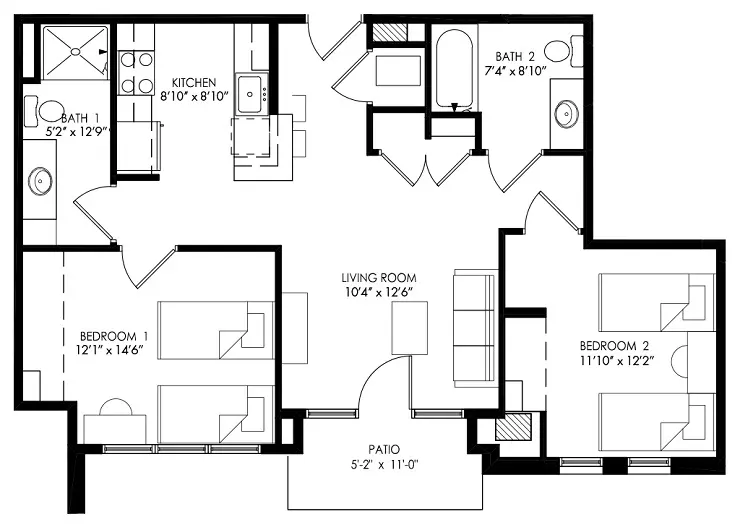 KITCHEN
8'10" x 8'10"
BATH 2
7'4" x 8'10"
BATH 1
5'2" x 12'9"
LIVING ROOM
10'4" x 12'6"
BEDROOM 1
12'1" x 14'6"
BEDROOM 2
11'10" x 12'2"
PATIO
5'-2" x 11'-0"